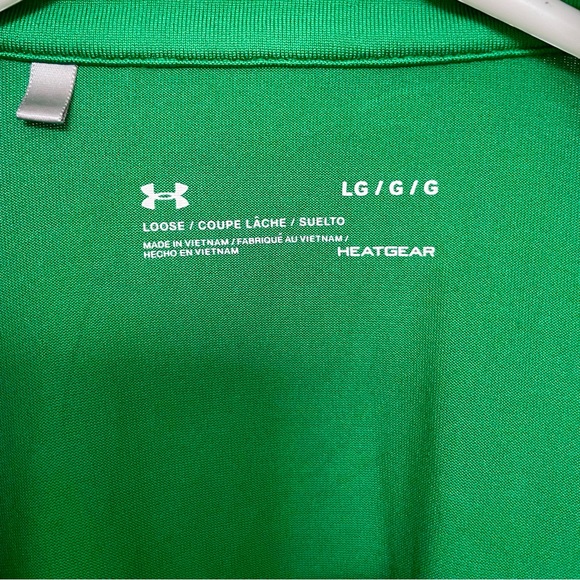 LG / G / G
LOOSE / COUPE LÂCHE / SUELTO
MADE IN VIETNAM / FABRIQUÉ AU VIETNAM /
HECHO EN VIETNAM
HEATGEAR